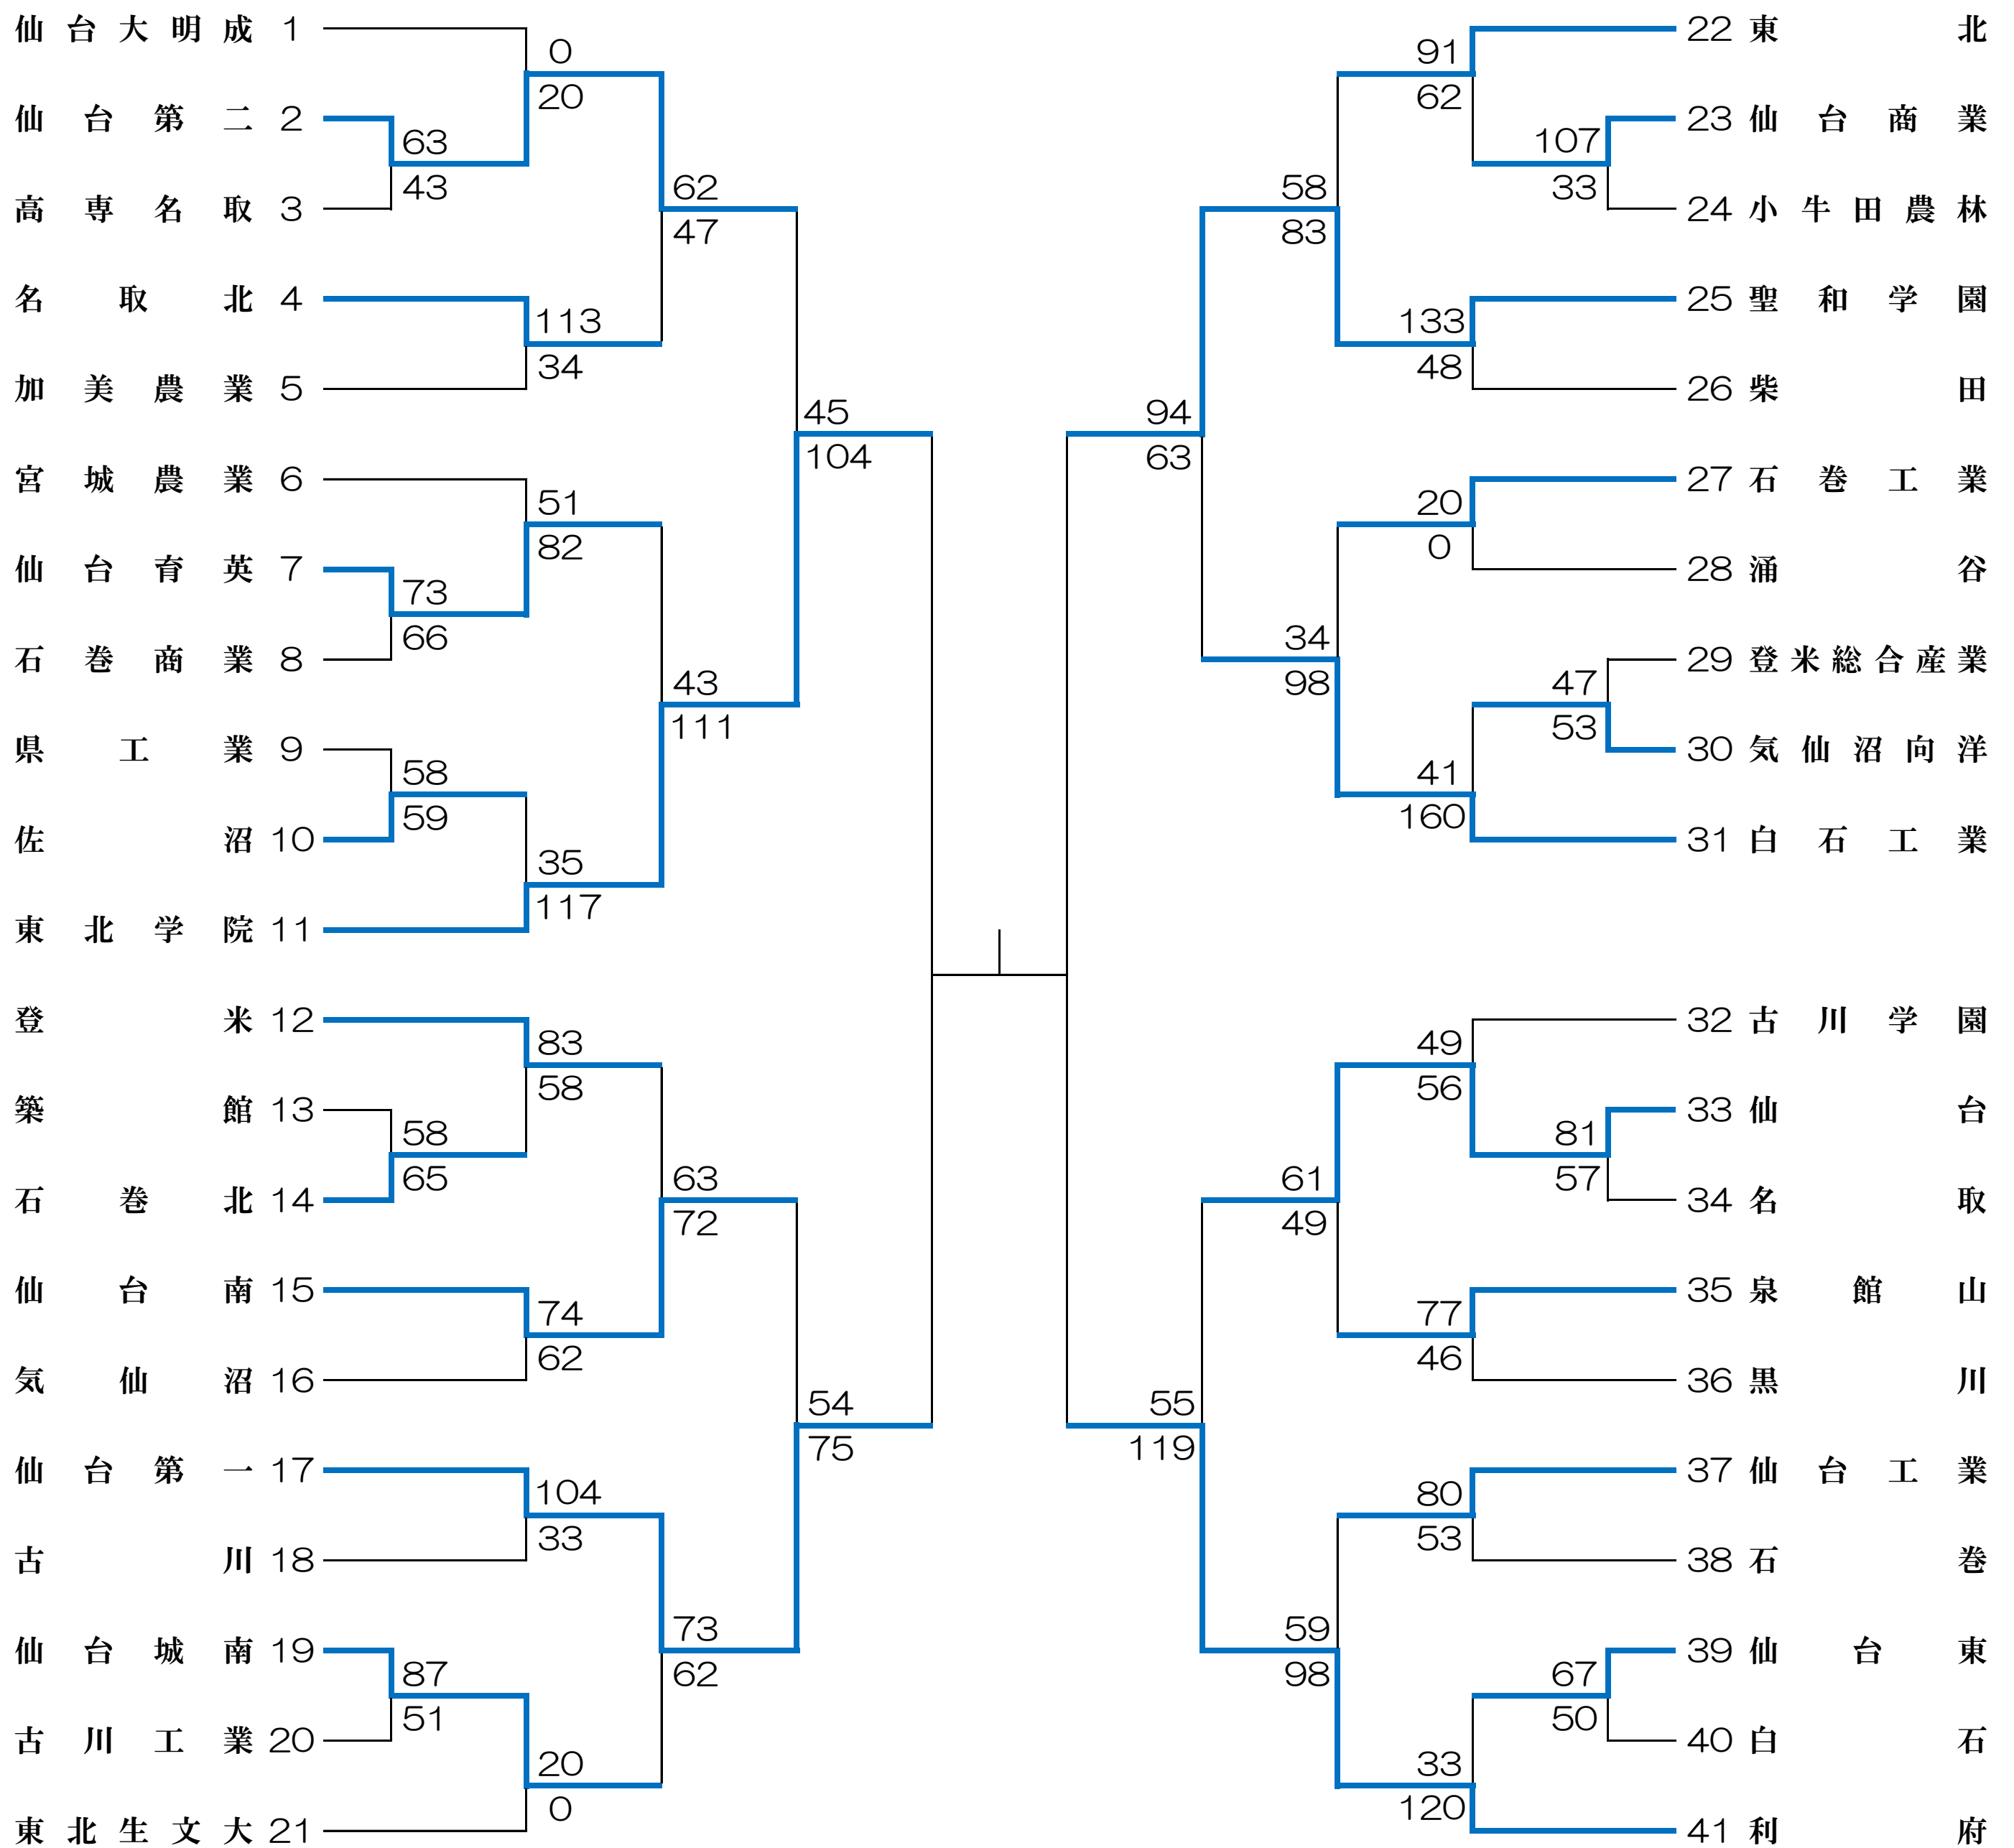 仙台大明成 1
0
20
仙台第二 2
63
43
高専名取 3
62
47
名取北 4
113
34
加美農業 5
45
104
宮城農業 6
51
82
仙台育英 7
73
66
石巻商業 8
43
111
県工業 9
58
59
佐沼 10
35
117
東北学院 11
登米 12
83
58
築館 13
58
65
石巻北 14
63
72
仙台南 15
74
62
気仙沼 16
54
75
仙台第一 17
104
33
古川 18
仙台城南 19
73
62
87
51
古川工業 20
20
0
東北生文大 21
22 東北
91
62
23 仙台商業
107
33
24 小牛田農林
58
83
25 聖和学園
133
48
26 柴田
94
63
27 石巻工業
20
0
28 涌谷
34
98
29 登米総合産業
47
53
30 気仙沼向洋
41
160
31 白石工業
32 古川学園
49
56
33 仙台
81
57
34 名取
61
49
35 泉館山
77
46
36 黒川
55
119
37 仙台工業
80
53
38 石巻
59
98
39 仙台東
67
50
40 白石
33
120
41 利府